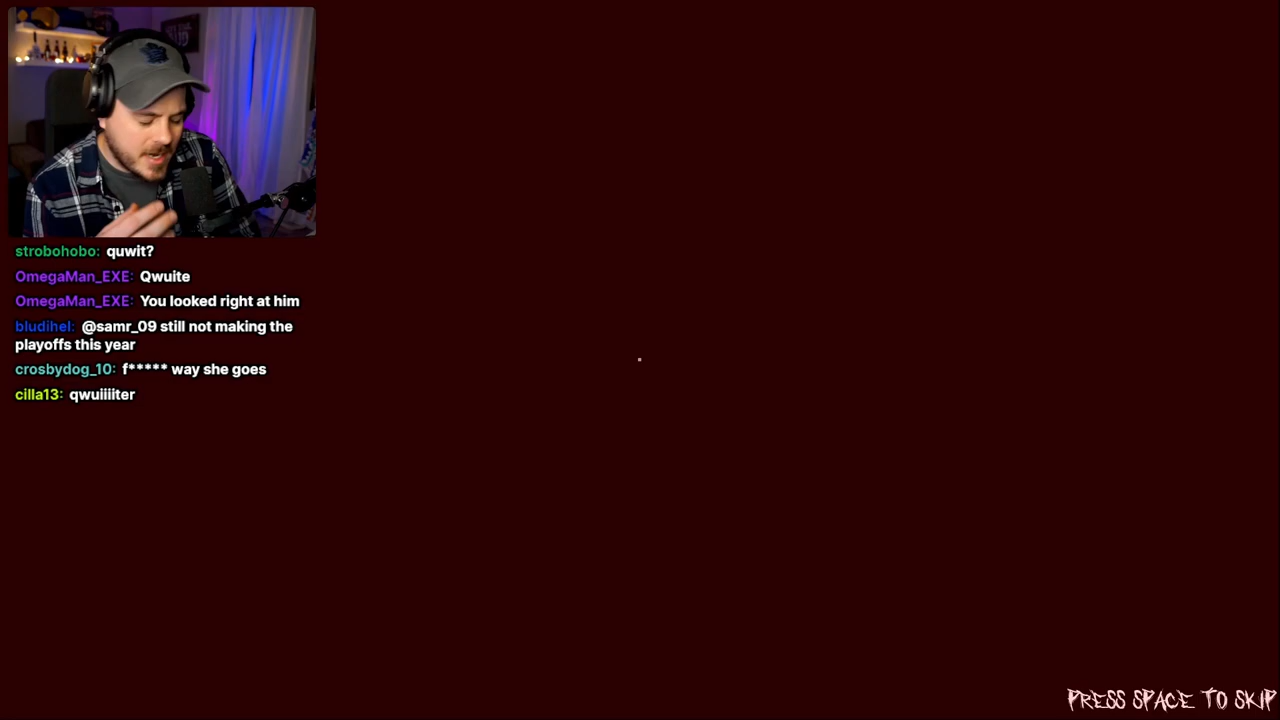 strobohobo: quwit?
OmegaMan_EXE: Qwuite
OmegaMan_EXE: You looked right at him
bludihel: @samr_09 still not making the
playoffs this year
crosbydog_10: f***** way she goes
cilla13: qwuiiiiter
PRESS SPACE TO SKIP